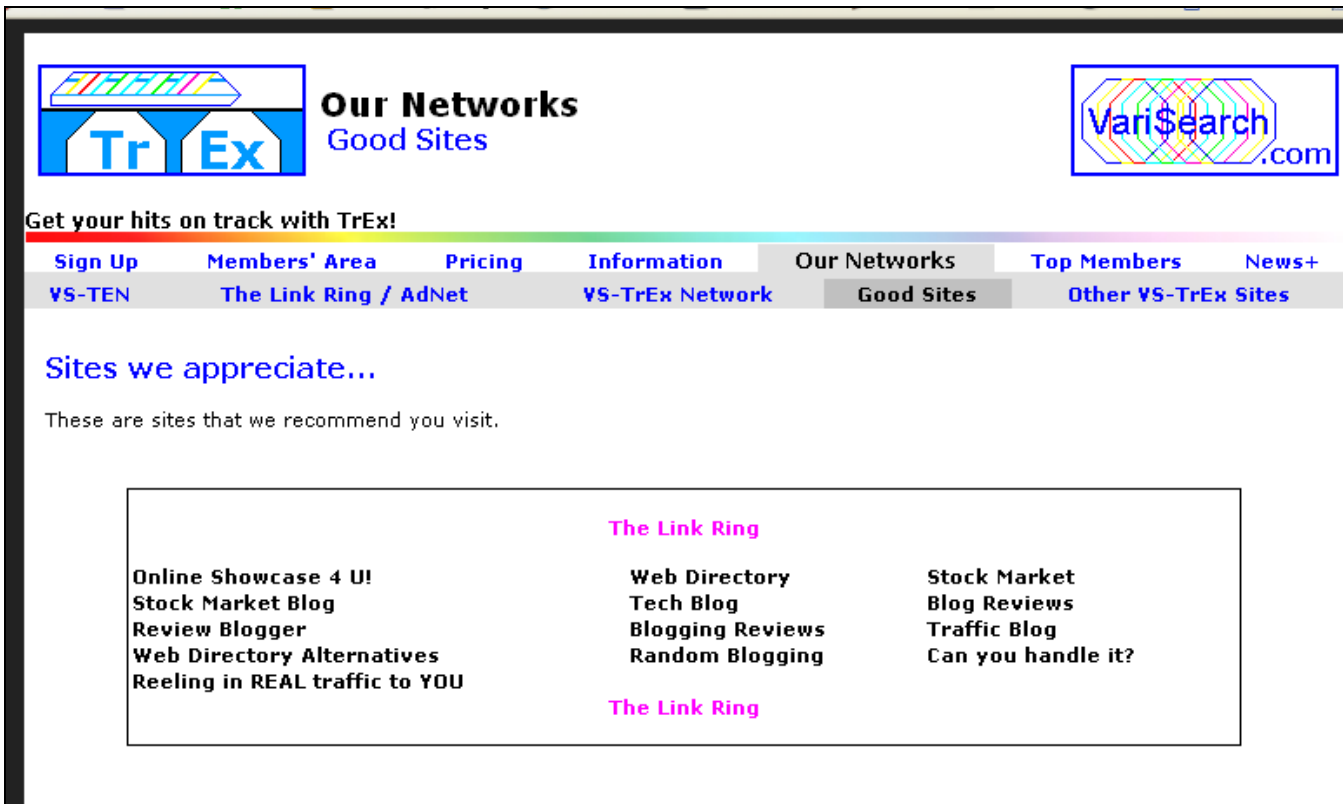 Tr Ex
Our Networks
Good Sites
VariSearch
.com
Get your hits on track with TrEx!
Sign Up Members' Area Pricing Information Our Networks Top Members News+
VS-TEN The Link Ring / AdNet VS-TrEx Network Good Sites Other VS-TrEx Sites
Sites we appreciate...
These are sites that we recommend you visit.
The Link Ring
Online Showcase 4 U! Web Directory Stock Market
Stock Market Blog Tech Blog Blog Reviews
Review Blogger Blogging Reviews Traffic Blog
Web Directory Alternatives Random Blogging Can you handle it?
Reeling in REAL traffic to YOU
The Link Ring